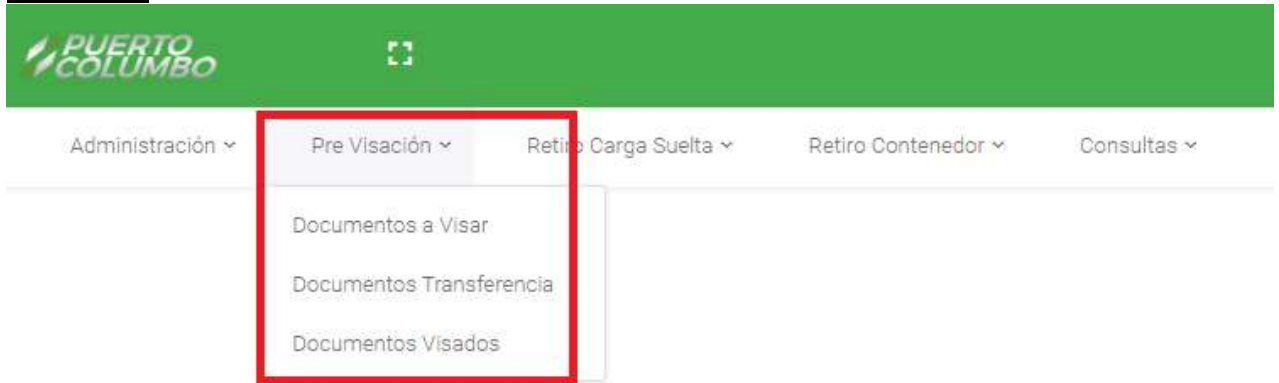 PUERTO
COLUMBO
Administración Pre Visación Retiro Carga Suelta Retiro Contenedor Consultas
Documentos a Visar
Documentos Transferencia
Documentos Visados